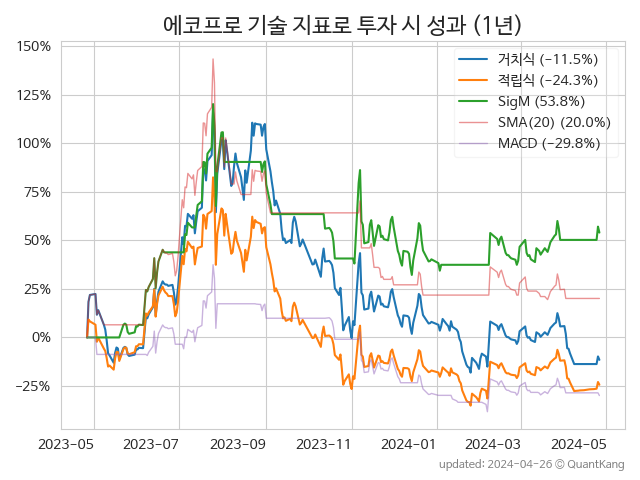 에코프로 기술 지표로 투자 시 성과 (1년)
150%
125%
100%
75%
50%
25%
0%
−25%
거치식 (−11.5%)
적립식 (−24.3%)
SigM (53.8%)
SMA(20) (20.0%)
MACD (−29.8%)
2023-05 2023-07 2023-09 2023-11 2024-01 2024-03 2024-05
updated: 2024-04-26 © QuantKang